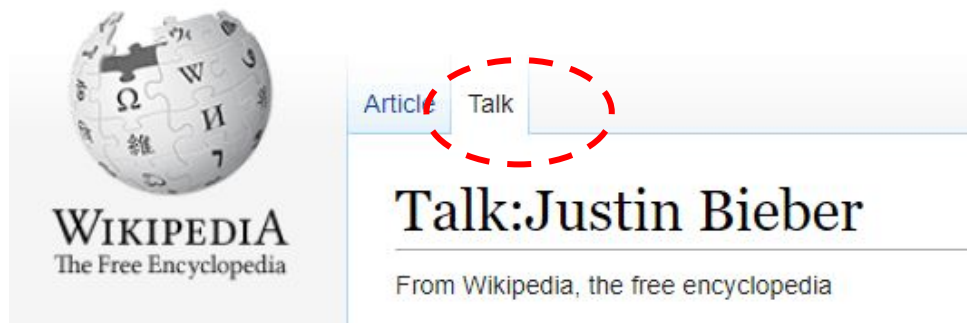 Article Talk
WIKIPEDIA
The Free Encyclopedia
Talk:Justin Bieber
From Wikipedia, the free encyclopedia